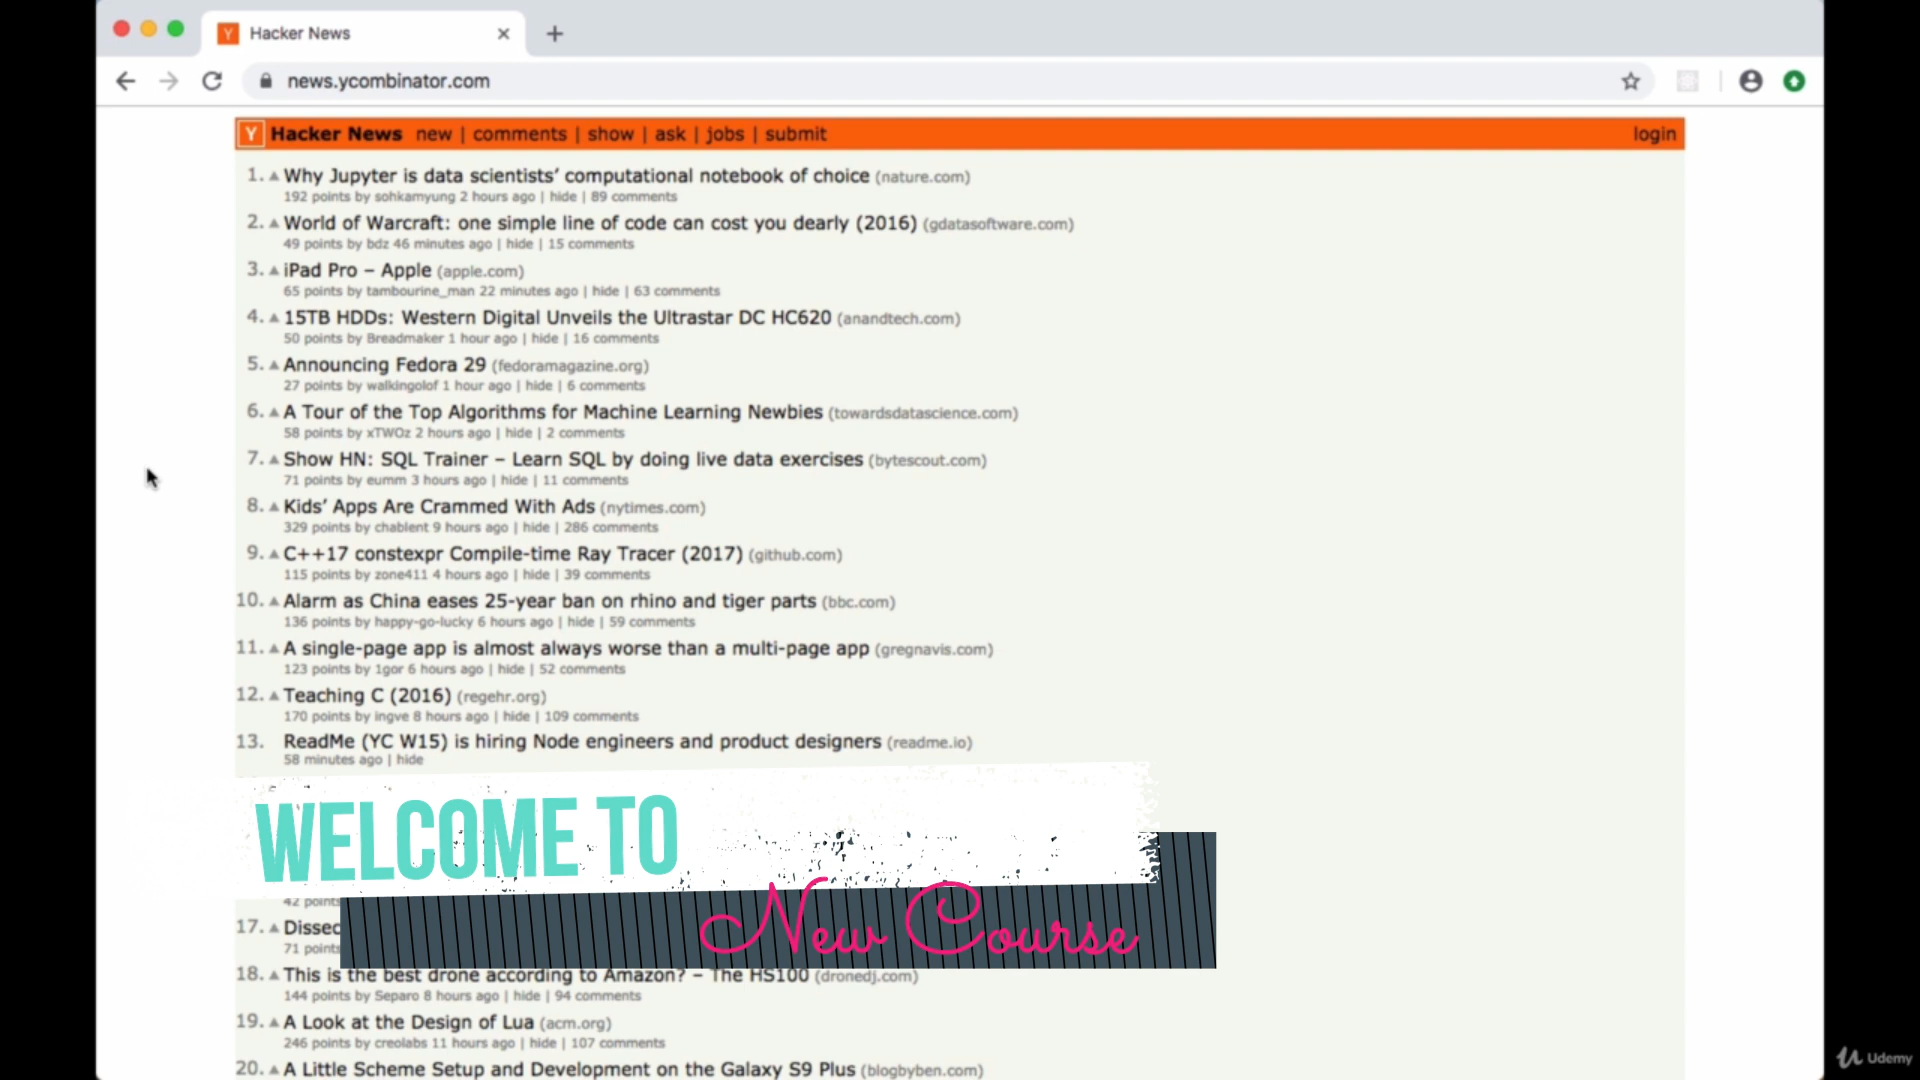 Y Hacker News
news.ycombinator.com
Y Hacker News new | comments | show | ask | jobs | submit login
1. Why Jupyter is data scientists' computational notebook of choice (nature.com)
192 points by sohkamyung 2 hours ago | hide | 89 comments
2. World of Warcraft: one simple line of code can cost you dearly (2016) (gdatasoftware.com)
49 points by bdz 46 minutes ago | hide | 15 comments
3. iPad Pro – Apple (apple.com)
65 points by tambourine_man 22 minutes ago | hide | 63 comments
4. 15TB HDDs: Western Digital Unveils the Ultrastar DC HC620 (anandtech.com)
50 points by Breadmaker 1 hour ago | hide | 16 comments
5. Announcing Fedora 29 (fedoramagazine.org)
27 points by walkingolof 1 hour ago | hide | 6 comments
6. A Tour of the Top Algorithms for Machine Learning Newbies (towardsdatascience.com)
58 points by xTWOz 2 hours ago | hide | 2 comments
7. Show HN: SQL Trainer – Learn SQL by doing live data exercises (bytescout.com)
71 points by eumm 3 hours ago | hide | 11 comments
8. Kids' Apps Are Crammed With Ads (nytimes.com)
329 points by chablent 9 hours ago | hide | 286 comments
9. C++17 constexpr Compile-time Ray Tracer (2017) (github.com)
115 points by zone411 4 hours ago | hide | 39 comments
10. Alarm as China eases 25-year ban on rhino and tiger parts (bbc.com)
136 points by happy-go-lucky 6 hours ago | hide | 59 comments
11. A single-page app is almost always worse than a multi-page app (gregnavis.com)
123 points by 1gor 6 hours ago | hide | 52 comments
12. Teaching C (2016) (regehr.org)
170 points by ingve 8 hours ago | hide | 109 comments
13. ReadMe (YC W15) is hiring Node engineers and product designers (readme.io)
58 minutes ago | hide
WELCOME TO
New Course
42 points
17. Dissec
71 points
18. This is the best drone according to Amazon? – The HS100 (dronedj.com)
144 points by Separo 8 hours ago | hide | 94 comments
19. A Look at the Design of Lua (acm.org)
246 points by creolabs 11 hours ago | hide | 107 comments
20. A Little Scheme Setup and Development on the Galaxy S9 Plus (blogbyben.com)
Udemy